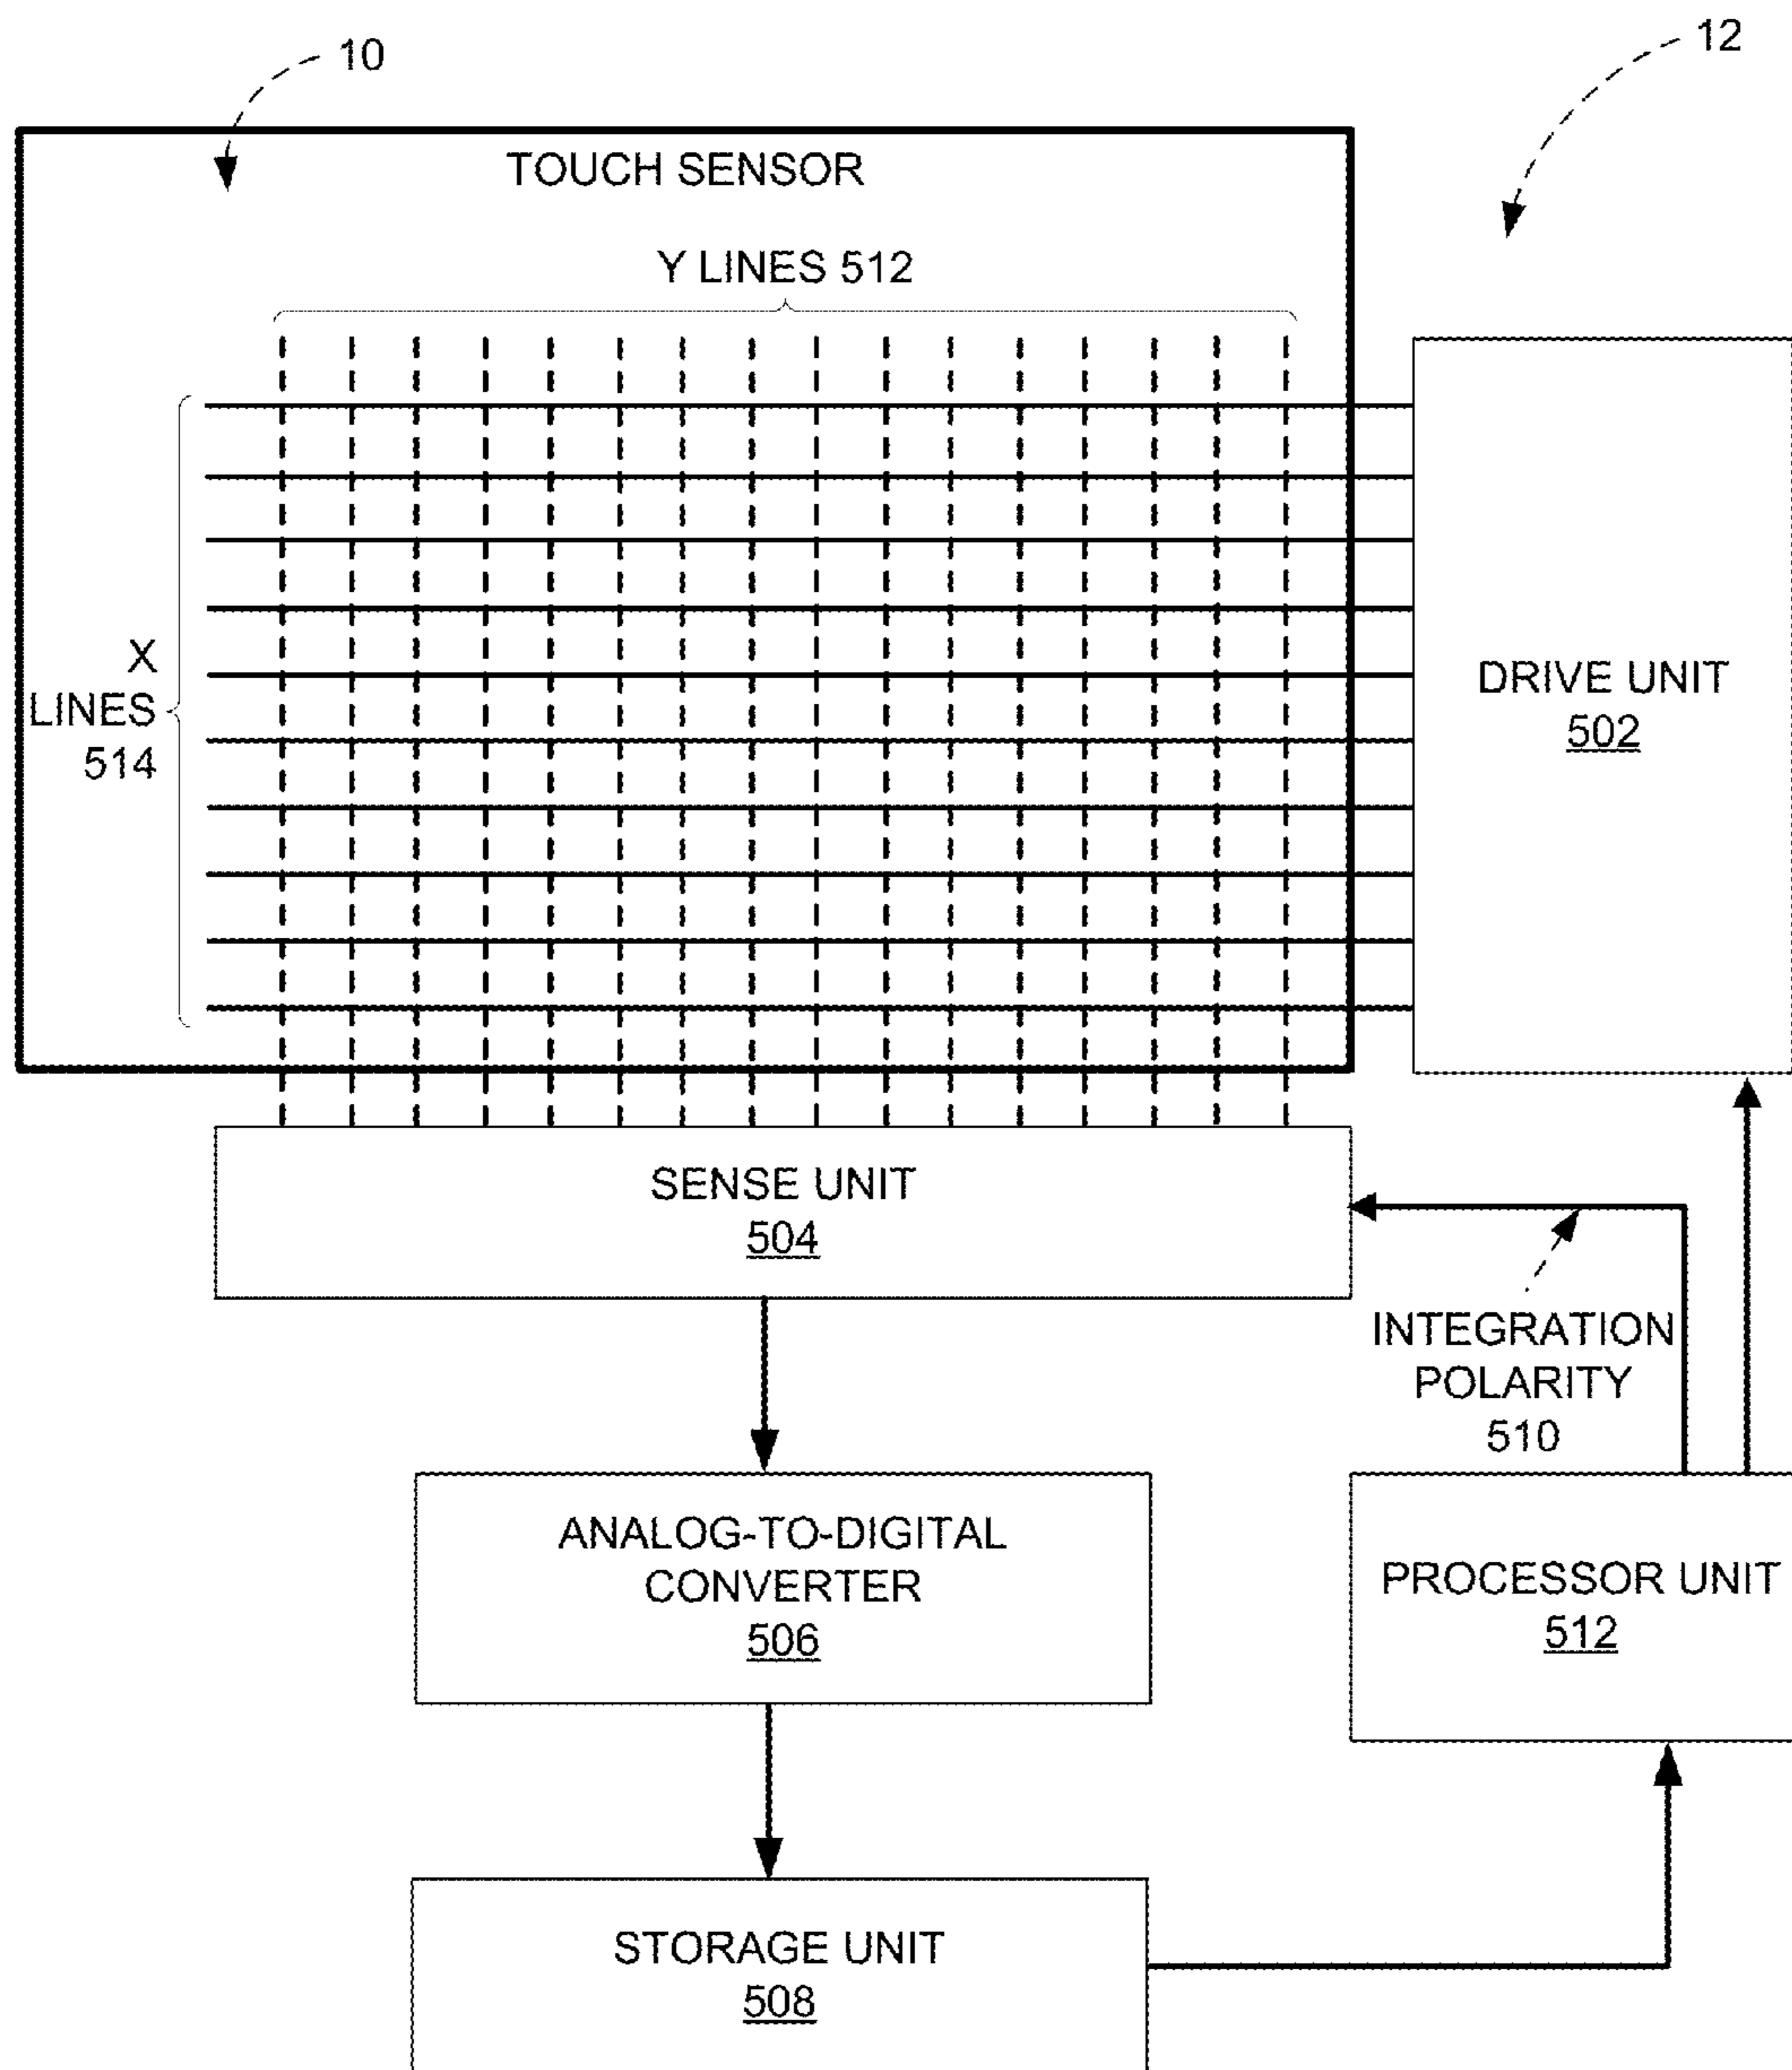 10
12
TOUCH SENSOR
Y LINES 512
X
LINES
514
DRIVE UNIT
502
SENSE UNIT
504
INTEGRATION
POLARITY
510
ANALOG-TO-DIGITAL
CONVERTER
506
PROCESSOR UNIT
512
STORAGE UNIT
508